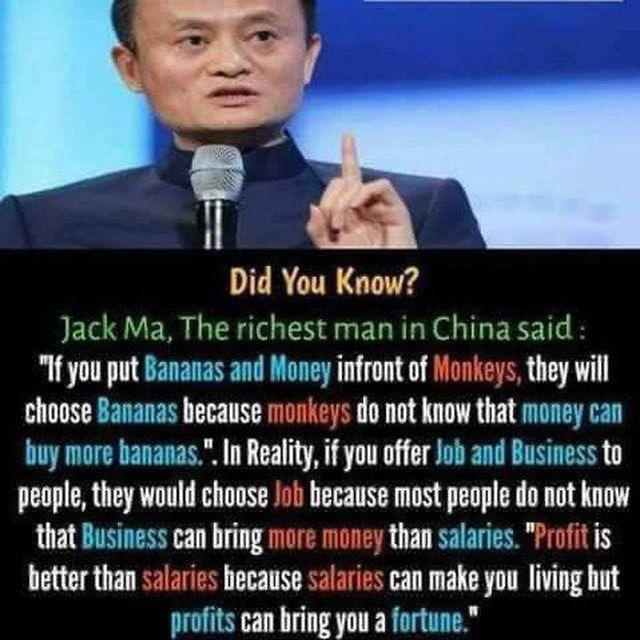 Did You Know?
Jack Ma, The richest man in China said :
"If you put Bananas and Money infront of Monkeys, they will
choose Bananas because monkeys do not know that money can
buy more bananas.". In Reality, if you offer Job and Business to
people, they would choose Job because most people do not know
that Business can bring more money than salaries. "Profit is
better than salaries because salaries can make you living but
profits can bring you a fortune."